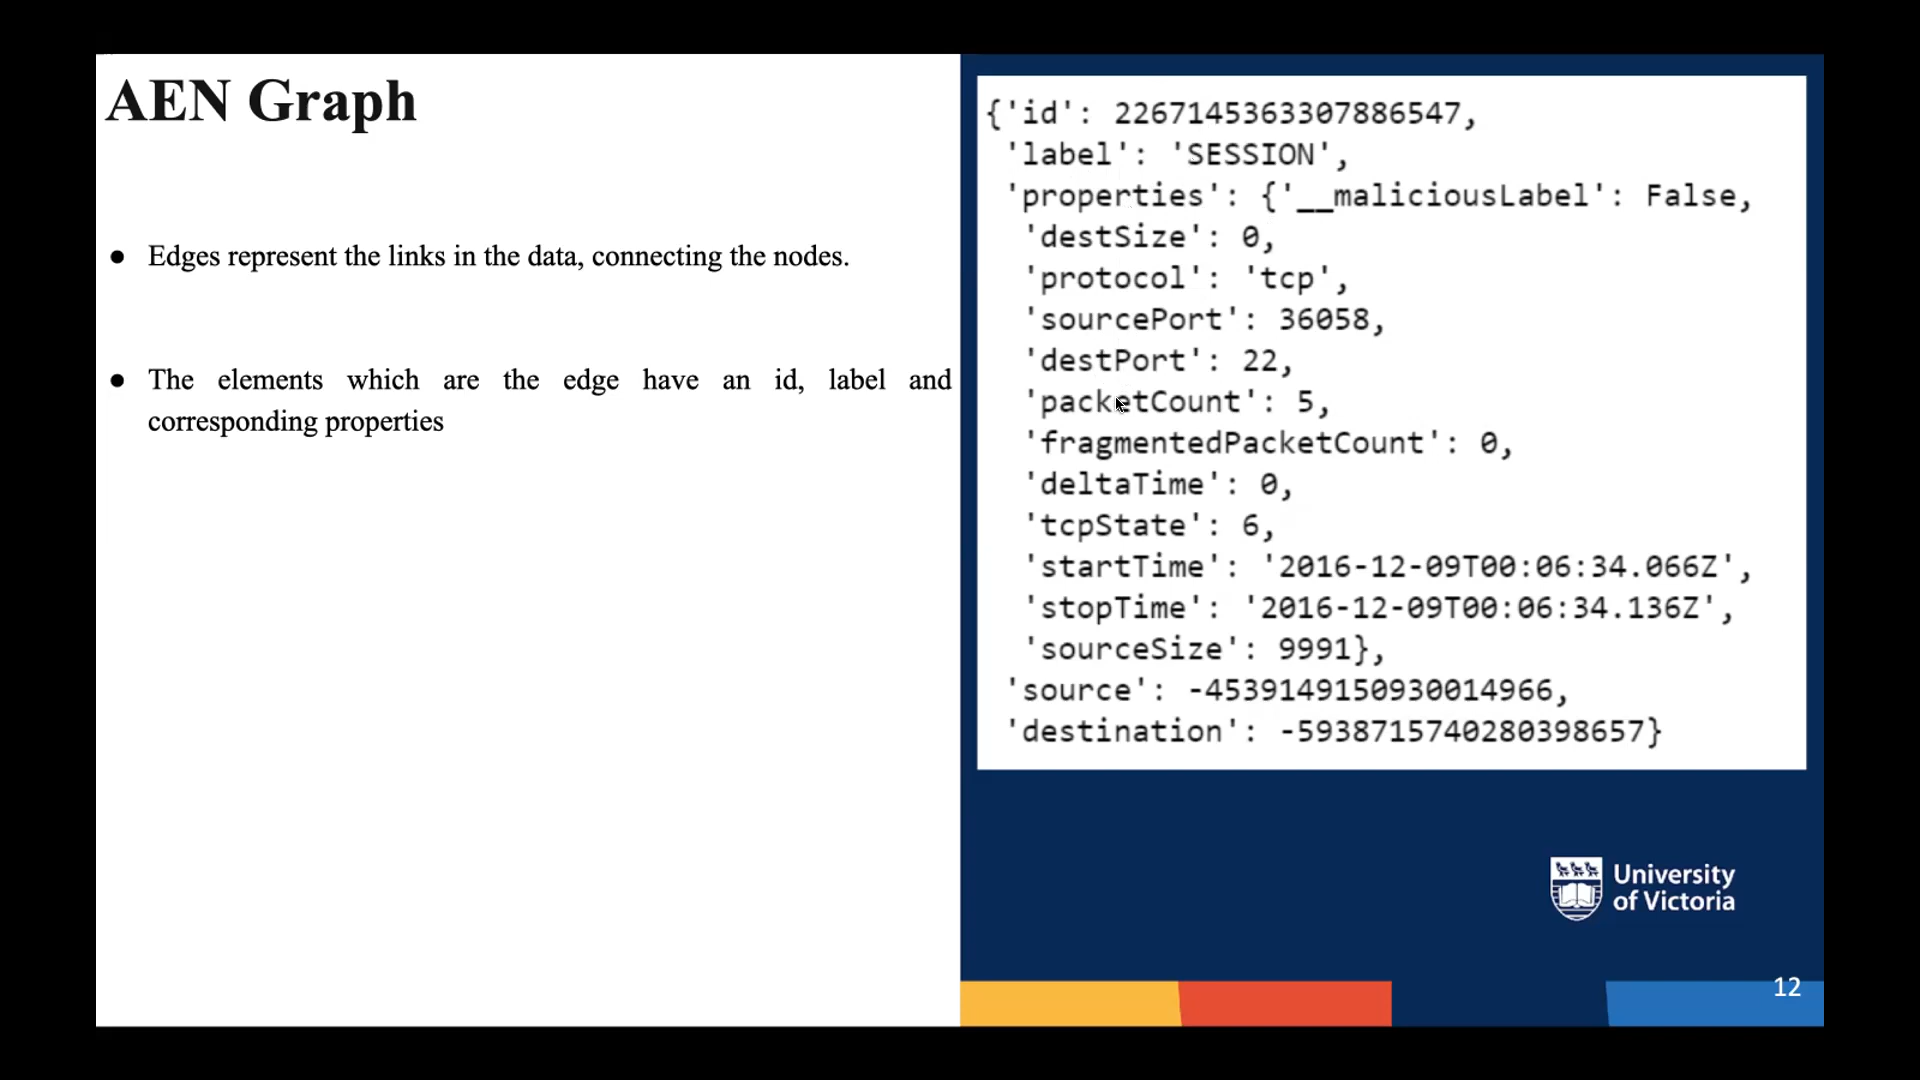 AEN Graph
● Edges represent the links in the data, connecting the nodes.
● The elements which are the edge have an id, label and
corresponding properties
{'id': 2267145363307886547,
'label': 'SESSION',
'properties': {'__maliciousLabel': False,
'destSize': 0,
'protocol': 'tcp',
'sourcePort': 36058,
'destPort': 22,
'packetCount': 5,
'fragmentedPacketCount': 0,
'deltaTime': 0,
'tcpState': 6,
'startTime': '2016-12-09T00:06:34.066Z',
'stopTime': '2016-12-09T00:06:34.136Z',
'sourceSize': 9991},
'source': -4539149150930014966,
'destination': -5938715740280398657}
University
of Victoria
12